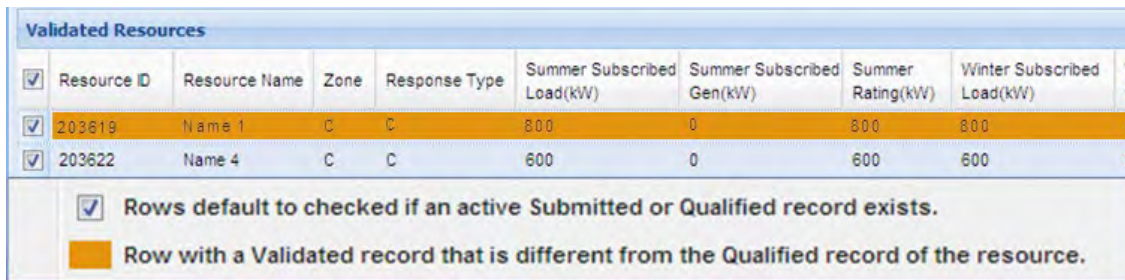 Validated Resources
Resource ID Resource Name Zone Response Type Summer Subscribed Load(kW) Summer Subscribed Gen(kW) Summer Rating(kW) Winter Subscribed Load(kW)
203619 Name 1 C C 800 0 800 800
203622 Name 4 C C 600 0 600 600
Rows default to checked if an active Submitted or Qualified record exists.
Row with a Validated record that is different from the Qualified record of the resource.